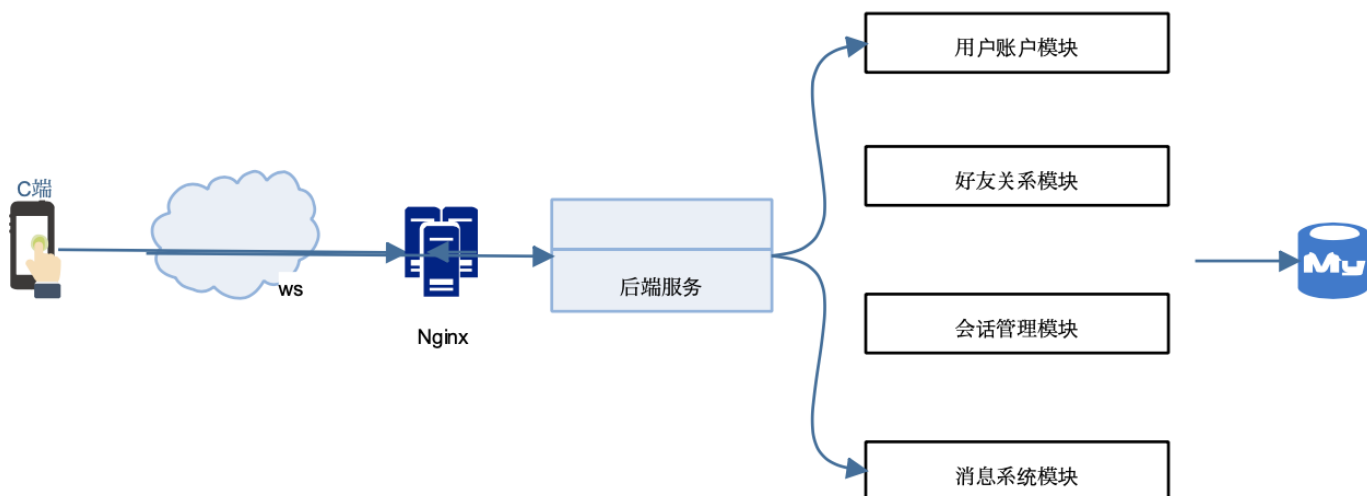 用户账户模块
好友关系模块
C端
ws
Nginx
后端服务
My
会话管理模块
消息系统模块